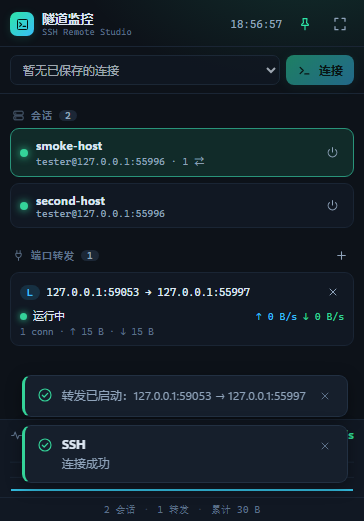 隧道监控
SSH Remote Studio
18:56:57
暂无已保存的连接
连接
会话 2
smoke-host
tester@127.0.0.1:55996 · 1 ⇄
second-host
tester@127.0.0.1:55996
端口转发 1
L 127.0.0.1:59053 → 127.0.0.1:55997
运行中 ↑ 0 B/s ↓ 0 B/s
1 conn · ↑ 15 B · ↓ 15 B
转发已启动: 127.0.0.1:59053 → 127.0.0.1:55997
SSH
连接成功
2 会话 · 1 转发 · 累计 30 B